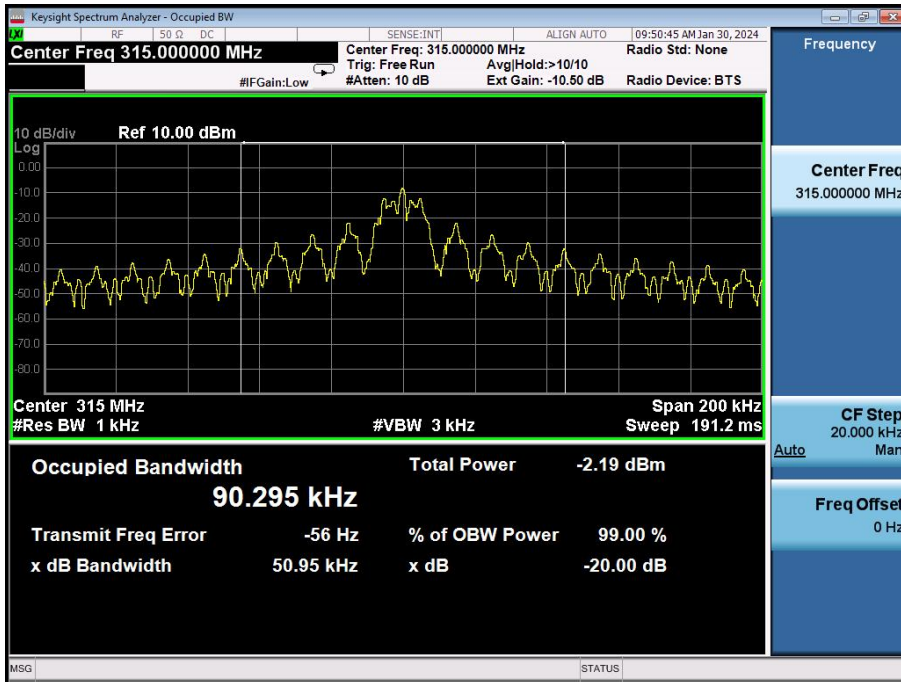 Keysight Spectrum Analyzer - Occupied BW
LXI
RF
50 Ω
DC
SENSE:INT
ALIGN AUTO
09:50:45 AM Jan 30, 2024
Center Freq 315.000000 MHz
Center Freq: 315.000000 MHz
Radio Std: None
Trig: Free Run
Avg|Hold:>10/10
#IFGain:Low
#Atten: 10 dB
Ext Gain: -10.50 dB
Radio Device: BTS
Frequency
10 dB/div
Ref 10.00 dBm
Log
0.00
-10.0
-20.0
-30.0
-40.0
-50.0
-60.0
-70.0
-80.0
Center Freq
315.000000 MHz
Center 315 MHz
Span 200 kHz
#Res BW 1 kHz
#VBW 3 kHz
Sweep 191.2 ms
CF Step
20.000 kHz
Auto
Man
Occupied Bandwidth
Total Power
-2.19 dBm
90.295 kHz
Transmit Freq Error
-56 Hz
% of OBW Power
99.00 %
x dB Bandwidth
50.95 kHz
x dB
-20.00 dB
Freq Offset
0 Hz
MSG
STATUS